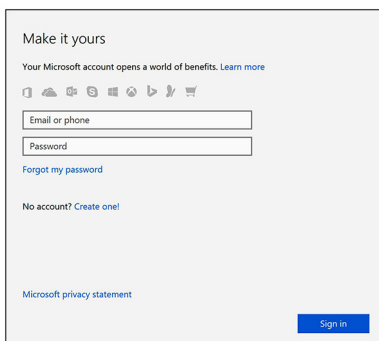 Make it yours
Your Microsoft account opens a world of benefits. Learn more
Email or phone
Password
Forgot my password
No account? Create one!
Microsoft privacy statement
Sign in